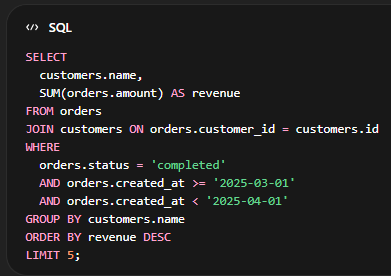 </> SQL
SELECT
  customers.name,
  SUM(orders.amount) AS revenue
FROM orders
JOIN customers ON orders.customer_id = customers.id
WHERE
  orders.status = 'completed'
  AND orders.created_at >= '2025-03-01'
  AND orders.created_at < '2025-04-01'
GROUP BY customers.name
ORDER BY revenue DESC
LIMIT 5;